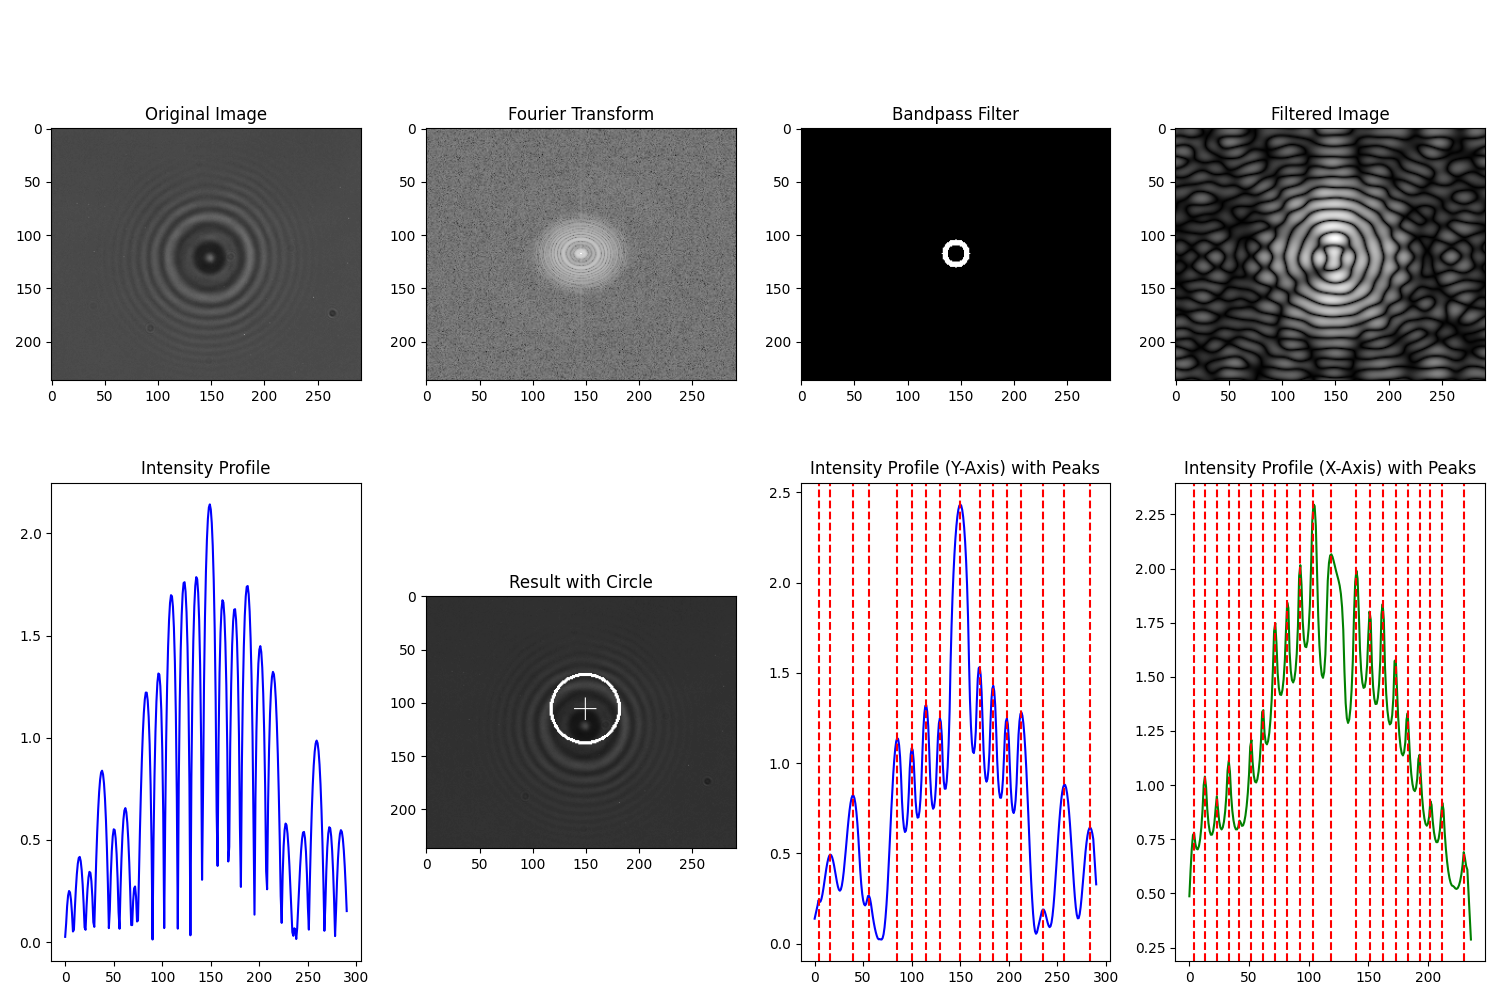 Original Image
Fourier Transform
Bandpass Filter
Filtered Image
0
50
100
150
200
0 50 100 150 200 250
0
50
100
150
200
0 50 100 150 200 250
0
50
100
150
200
0 50 100 150 200 250
0
50
100
150
200
0 50 100 150 200 250
Intensity Profile
2.0
1.5
1.0
0.5
0.0
0 50 100 150 200 250 300
Result with Circle
0
50
100
150
200
0 50 100 150 200 250
Intensity Profile (Y-Axis) with Peaks
2.5
2.0
1.5
1.0
0.5
0.0
0 50 100 150 200 250 300
Intensity Profile (X-Axis) with Peaks
2.25
2.00
1.75
1.50
1.25
1.00
0.75
0.50
0.25
0 50 100 150 200